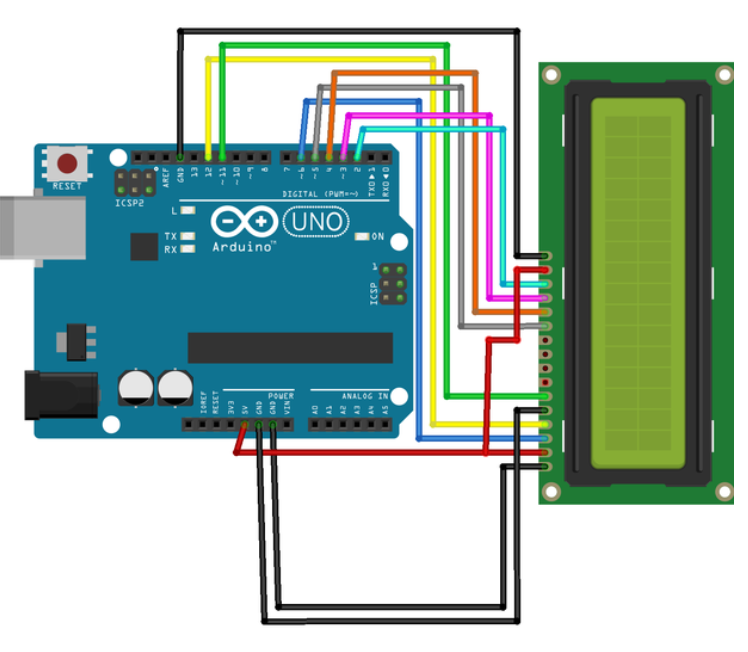 RESET
ICSP2
AREF
GND
13
12
~11
~10
~9
8
7
~6
~5
4
~3
2
TXD▶1
RXD◀0
DIGITAL (PWM=~)
L
TX
RX
UNO
Arduino™
ON
1
ICSP
POWER
ANALOG IN
IOREF
RESET
3V3
5V
GND
GND
VIN
A0
A1
A2
A3
A4
A5